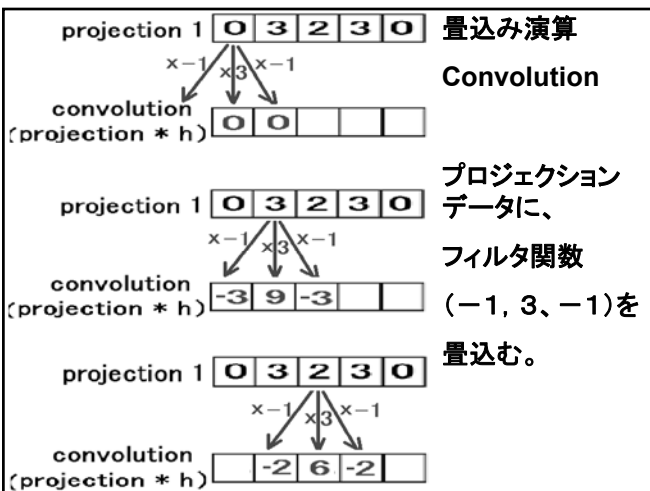 projection 1 0 3 2 3 0
×-1 ×3 ×-1
convolution
(projection * h) 0 0
projection 1 0 3 2 3 0
×-1 ×3 ×-1
convolution
(projection * h) -3 9 -3
projection 1 0 3 2 3 0
×-1 ×3 ×-1
convolution
(projection * h) -2 6 -2
畳込み演算
Convolution
プロジェクション
データに、
フィルタ関数
(-1, 3、-1)を
畳込む。